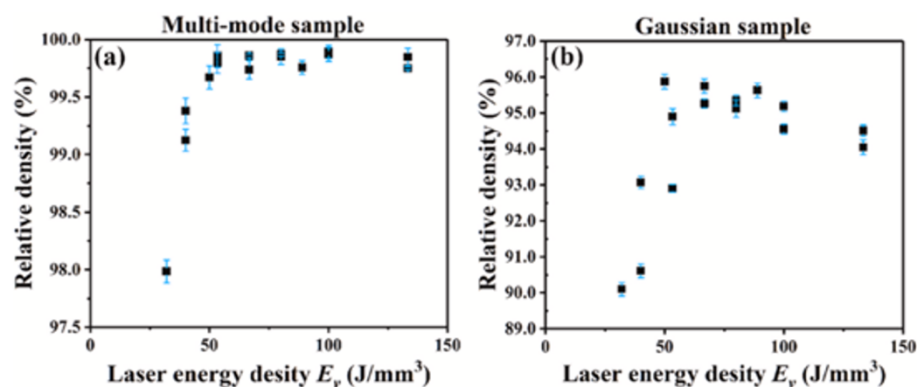 Multi-mode sample
(a)
Relative density (%)
100.0
99.5
99.0
98.5
98.0
97.5
0
50
100
150
Laser energy desity Ev (J/mm³)
Gaussian sample
(b)
Relative density (%)
97.0
96.0
95.0
94.0
93.0
92.0
91.0
90.0
89.0
0
50
100
150
Laser energy desity Ev (J/mm³)